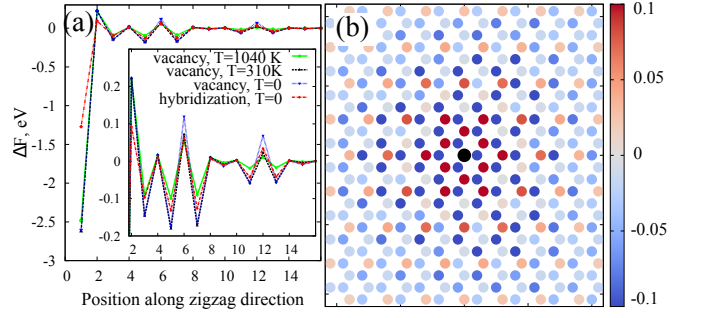 (a)
0
-0.5
-1
-1.5
-2
-2.5
-3
ΔF, eV
0 2 4 6 8 10 12 14
Position along zigzag direction
vacancy, T=1040 K
vacancy, T=310K
vacancy, T=0
hybridization, T=0
0.2
0.1
0
-0.1
-0.2
2 4 6 8 10 12 14
(b)
0.1
0.05
0
-0.05
-0.1